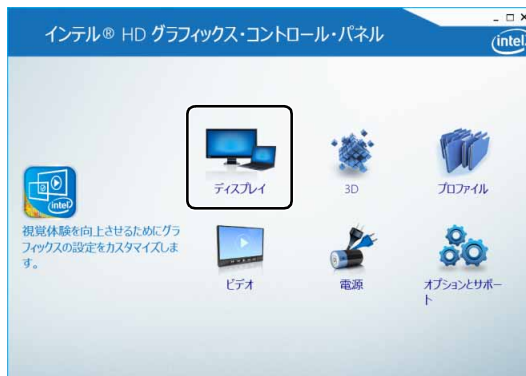 インテル® HD グラフィックス・コントロール・パネル
intel
ディスプレイ
3D
プロファイル
intel
視覚体験を向上させるためにグラ
フィックスの設定をカスタマイズしま
す。
ビデオ
電源
オプションとサポー
ト